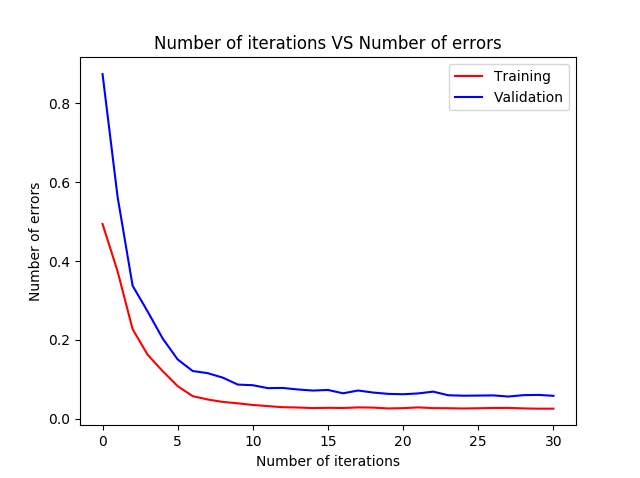 Number of iterations VS Number of errors
Training
Validation
Number of errors
0.8
0.6
0.4
0.2
0.0
0
5
10
15
20
25
30
Number of iterations